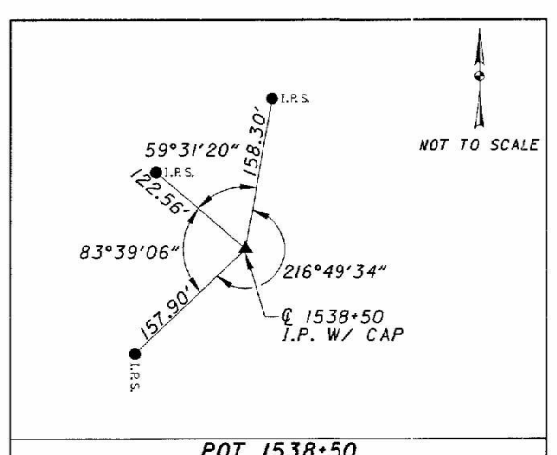 I.P.S.
158.30'
NOT TO SCALE
59°31'20"
I.P.S.
122.56'
83°39'06"
216°49'34"
157.90'
℄ 1538+50
I.P. W/ CAP
I.P.S.
POT 1538+50